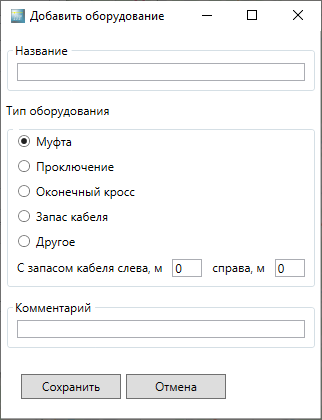 Добавить оборудование
Название
Тип оборудования
Муфта
Проключение
Оконечный кросс
Запас кабеля
Другое
С запасом кабеля слева, м 0 справа, м 0
Комментарий
Сохранить Отмена